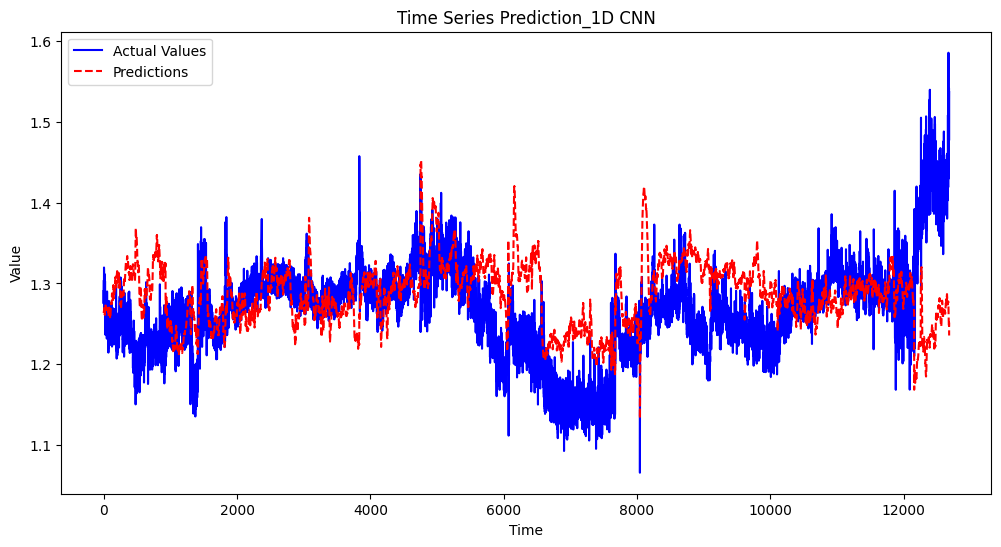 Time Series Prediction_1D CNN
Actual Values
Predictions
1.6
1.5
1.4
1.3
1.2
1.1
Value
0 2000 4000 6000 8000 10000 12000
Time